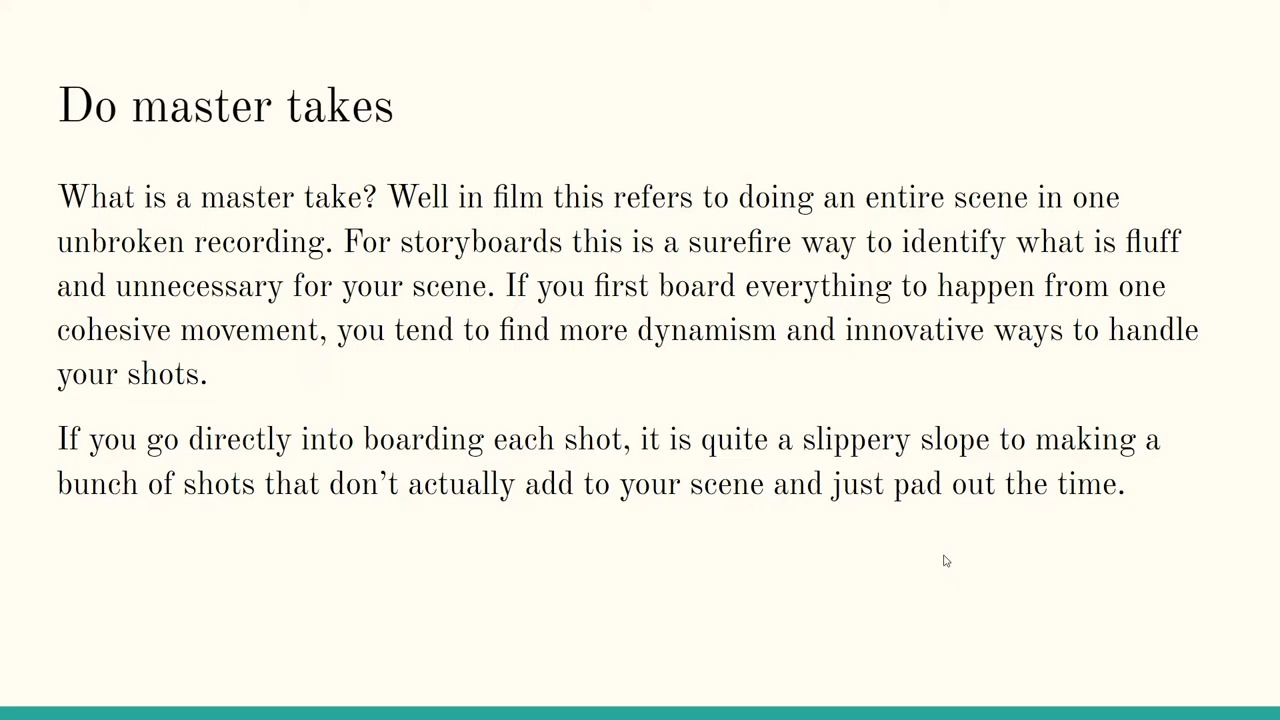 Do master takes
What is a master take? Well in film this refers to doing an entire scene in one
unbroken recording. For storyboards this is a surefire way to identify what is fluff
and unnecessary for your scene. If you first board everything to happen from one
cohesive movement, you tend to find more dynamism and innovative ways to handle
your shots.
If you go directly into boarding each shot, it is quite a slippery slope to making a
bunch of shots that don’t actually add to your scene and just pad out the time.